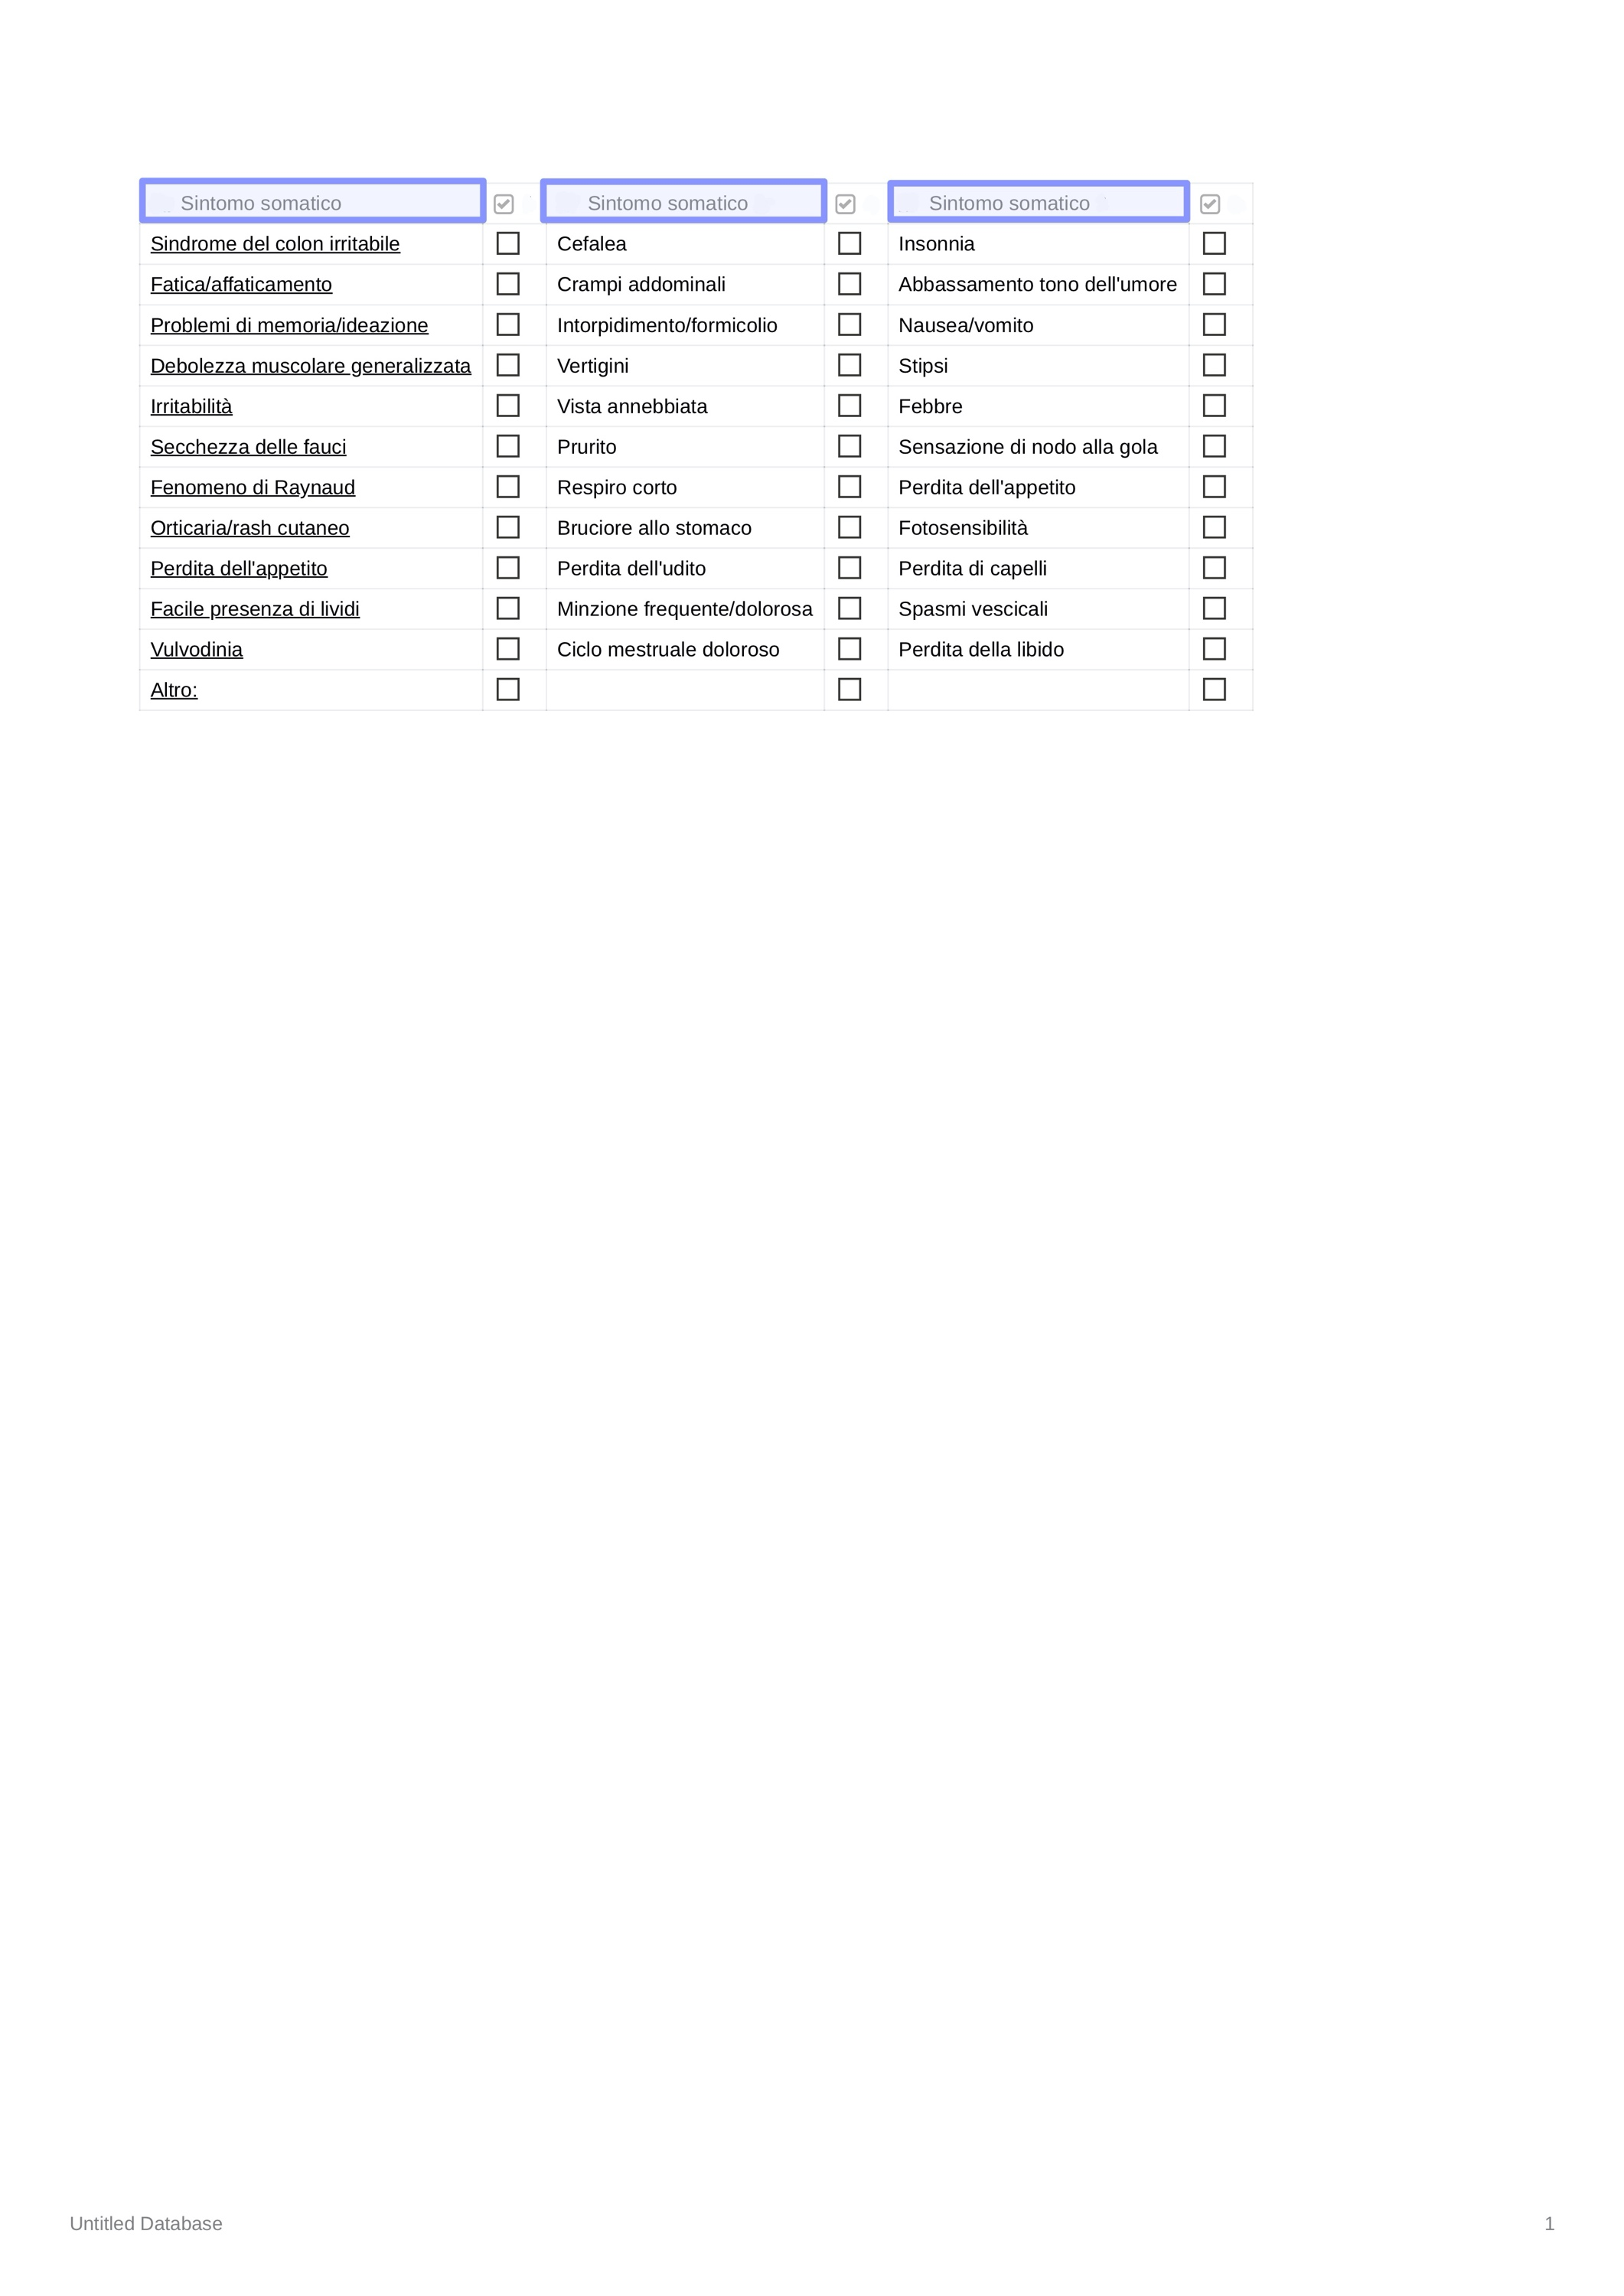 Sintomo somatico Sintomo somatico Sintomo somatico
Sindrome del colon irritabile Cefalea Insonnia
Fatica/affaticamento Crampi addominali Abbassamento tono dell'umore
Problemi di memoria/ideazione Intorpidimento/formicolio Nausea/vomito
Debolezza muscolare generalizzata Vertigini Stipsi
Irritabilità Vista annebbiata Febbre
Secchezza delle fauci Prurito Sensazione di nodo alla gola
Fenomeno di Raynaud Respiro corto Perdita dell'appetito
Orticaria/rash cutaneo Bruciore allo stomaco Fotosensibilità
Perdita dell'appetito Perdita dell'udito Perdita di capelli
Facile presenza di lividi Minzione frequente/dolorosa Spasmi vescicali
Vulvodinia Ciclo mestruale doloroso Perdita della libido
Altro:
Untitled Database 1